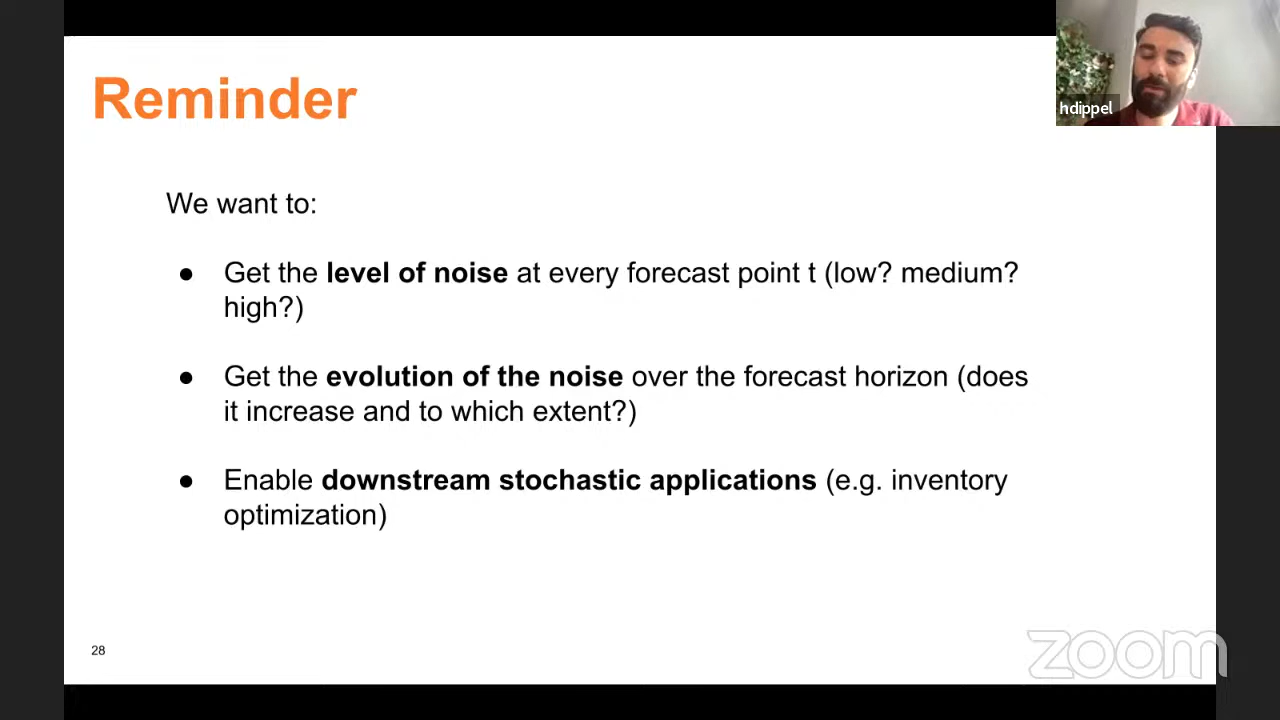 Reminder
hdippel
We want to:
● Get the level of noise at every forecast point t (low? medium?
high?)
● Get the evolution of the noise over the forecast horizon (does
it increase and to which extent?)
● Enable downstream stochastic applications (e.g. inventory
optimization)
28
zoom